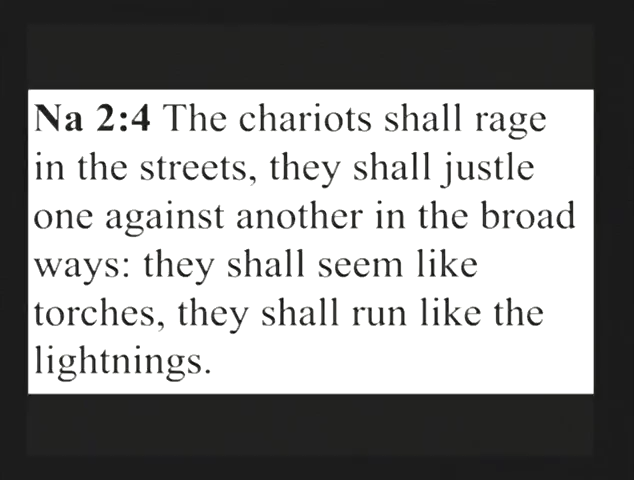 Na 2:4 The chariots shall rage
in the streets, they shall justle
one against another in the broad
ways: they shall seem like
torches, they shall run like the
lightnings.